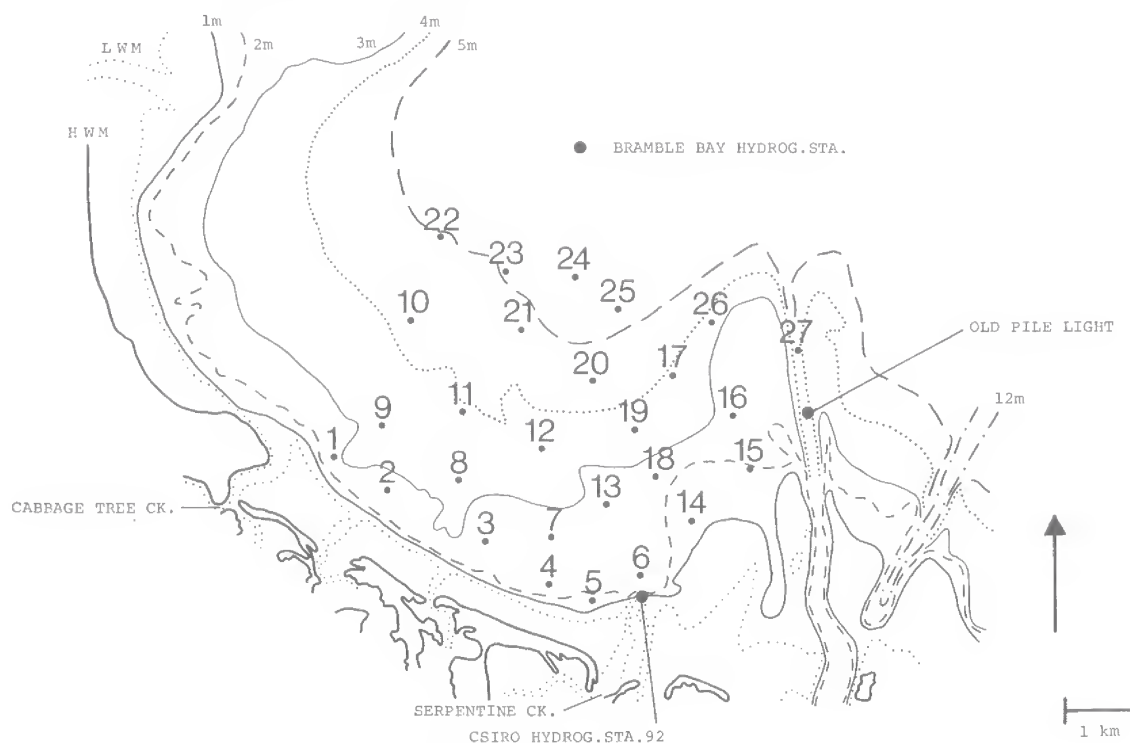 1m
4m
LWM
2m
3m
5m
HWM
BRAMBLE BAY HYDROG.STA.
22
23
24
25
10
21
26
27
OLD PILE LIGHT
20
17
11
16
12m
9
19
12
1
15
8
18
2
13
CABBAGE TREE CK.
14
3
7
4
6
5
SERPENTINE CK.
CSIRO HYDROG.STA.92
1 km